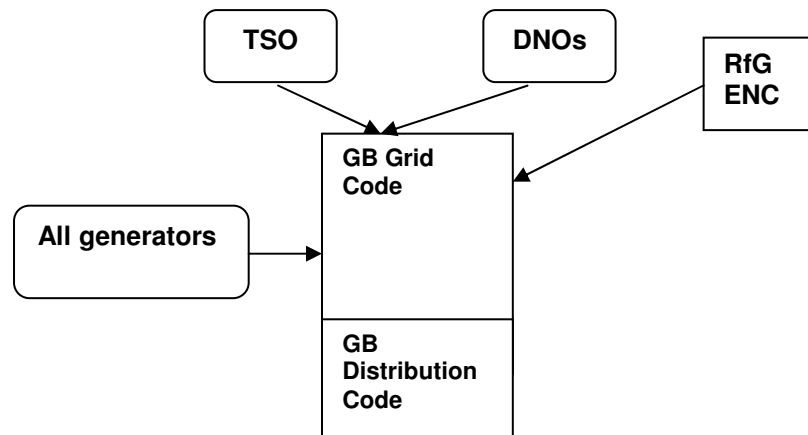 TSO
DNOs
RfG
ENC
GB Grid
Code
All generators
GB
Distribution
Code